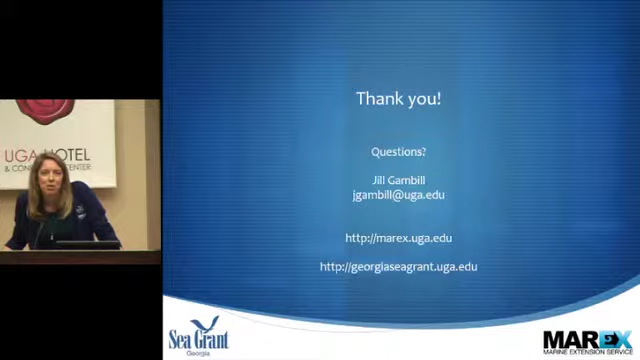 UGA HOTEL
& CONFERENCE CENTER
Thank you!
Questions?
Jill Gambill
jgambill@uga.edu
http://marex.uga.edu
http://georgiaseagrant.uga.edu
Sea Grant
Georgia
MAREX
MARINE EXTENSION SERVICE